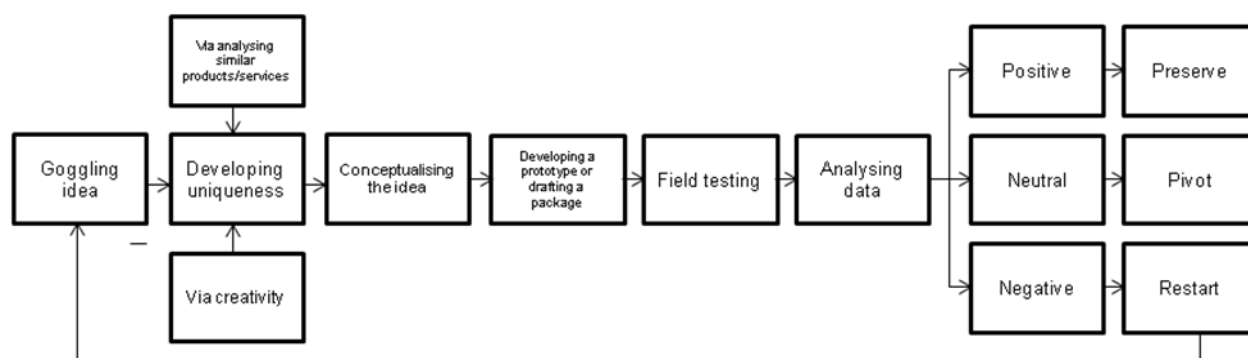 Via analysing
similar
products/services
Goggling
idea
Developing
uniqueness
Via creativity
Conceptualising
the idea
Developing a
prototype or
drafting a
package
Field testing
Analysing
data
Positive
Preserve
Neutral
Pivot
Negative
Restart